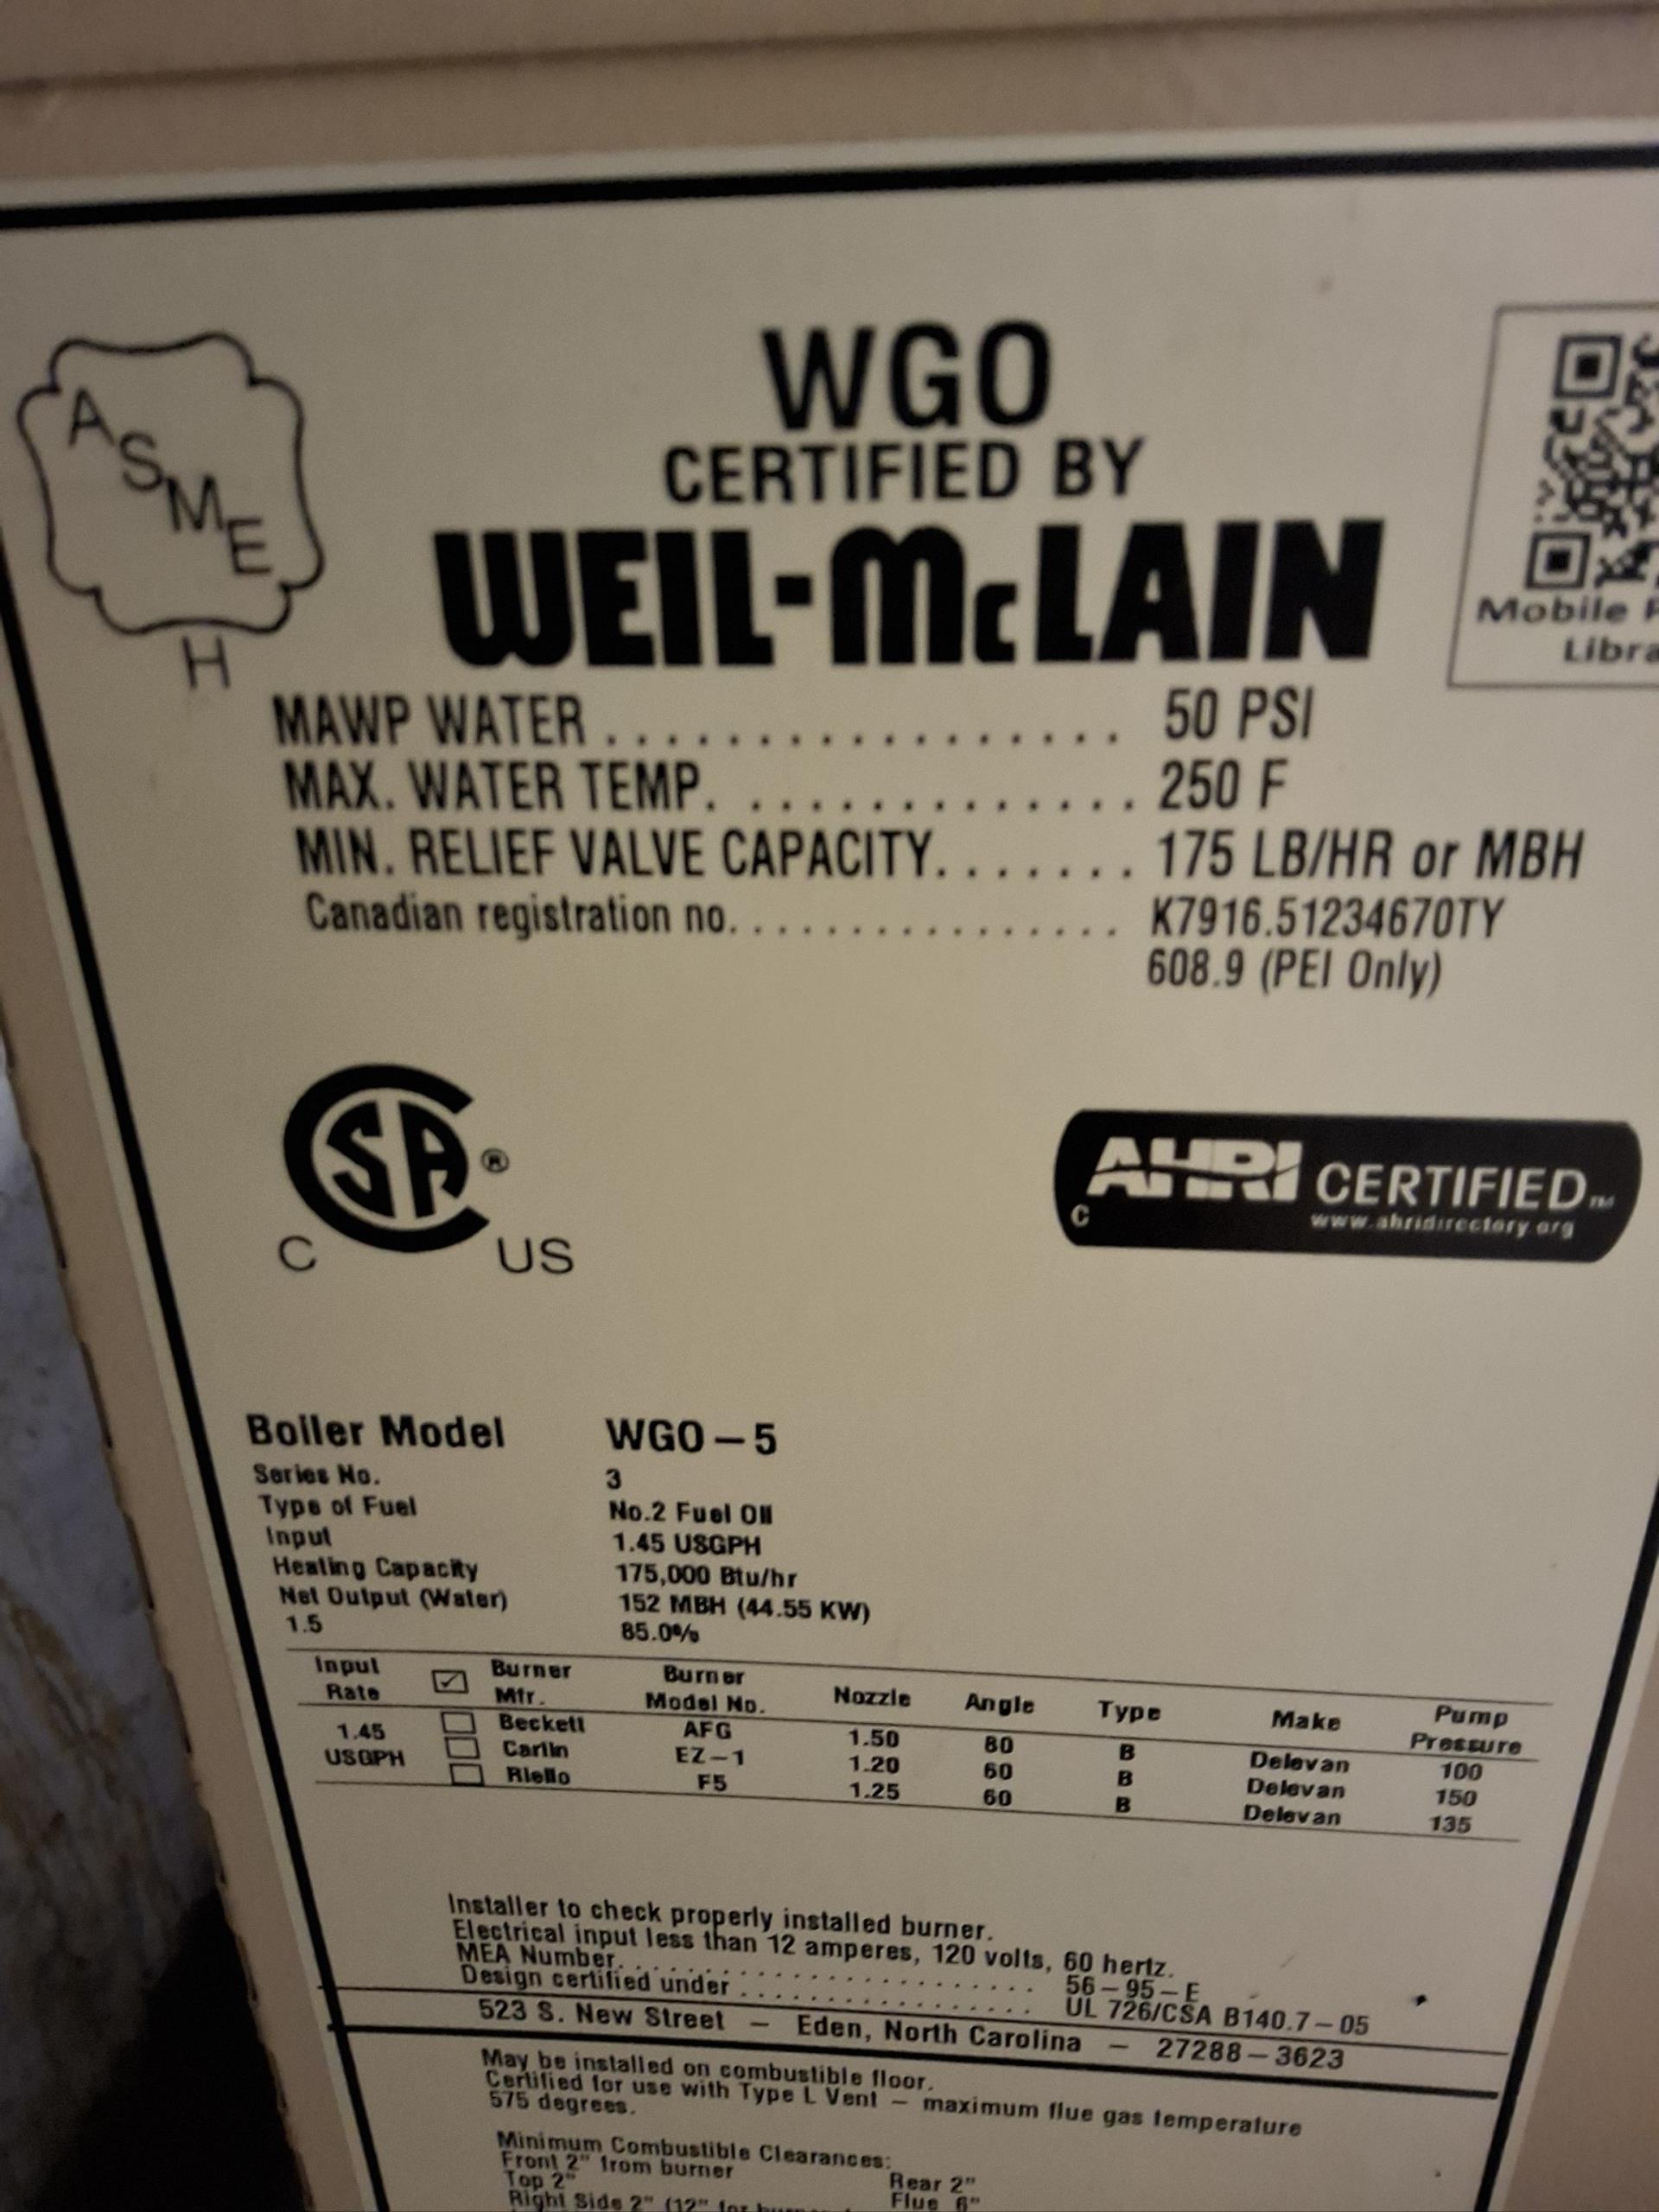 ASME
H
WGO
CERTIFIED BY
WEIL-McLAIN
Mobile
MAWP WATER . . . . . . . . . . . . . . . . . . 50 PSI
MAX. WATER TEMP. . . . . . . . . . . . . . 250 F
MIN. RELIEF VALVE CAPACITY. . . . . . . 175 LB/HR or MBH
Canadian registration no. . . . . . . . . . . . . . . . K7916.51234670TY
608.9 (PEI Only)
CSA®
C US
AHRI CERTIFIED™
C www.ahridirectory.org
Boiler Model WGO – 5
Series No. 3
Type of Fuel No.2 Fuel Oil
Input 1.45 USGPH
Heating Capacity 175,000 Btu/hr
Net Output (Water) 152 MBH (44.55 KW)
1.5 85.0%
Input Rate ☑ Burner Mfr. Burner Model No. Nozzle Angle Type Make Pump Pressure
1.45 USGPH ☐ Beckett AFG 1.50 80 B Delevan 100
☐ Carlin EZ–1 1.20 60 B Delevan 150
☐ Riello F5 1.25 60 B Delevan 135
Installer to check properly installed burner.
Electrical input less than 12 amperes, 120 volts, 60 hertz.
MEA Number. . . . . . . . . . . . . . . . . . . . . . . . . 56 – 95 – E
Design certified under . . . . . . . . . . . . . . . . . UL 726/CSA B140.7 – 05
523 S. New Street – Eden, North Carolina – 27288 – 3623
May be installed on combustible floor.
Certified for use with Type L Vent – maximum flue gas temperature
575 degrees.
Minimum Combustible Clearances:
Front 2" from burner Rear 2"
Top 2" Flue 6"
Right Side 2" (12" for